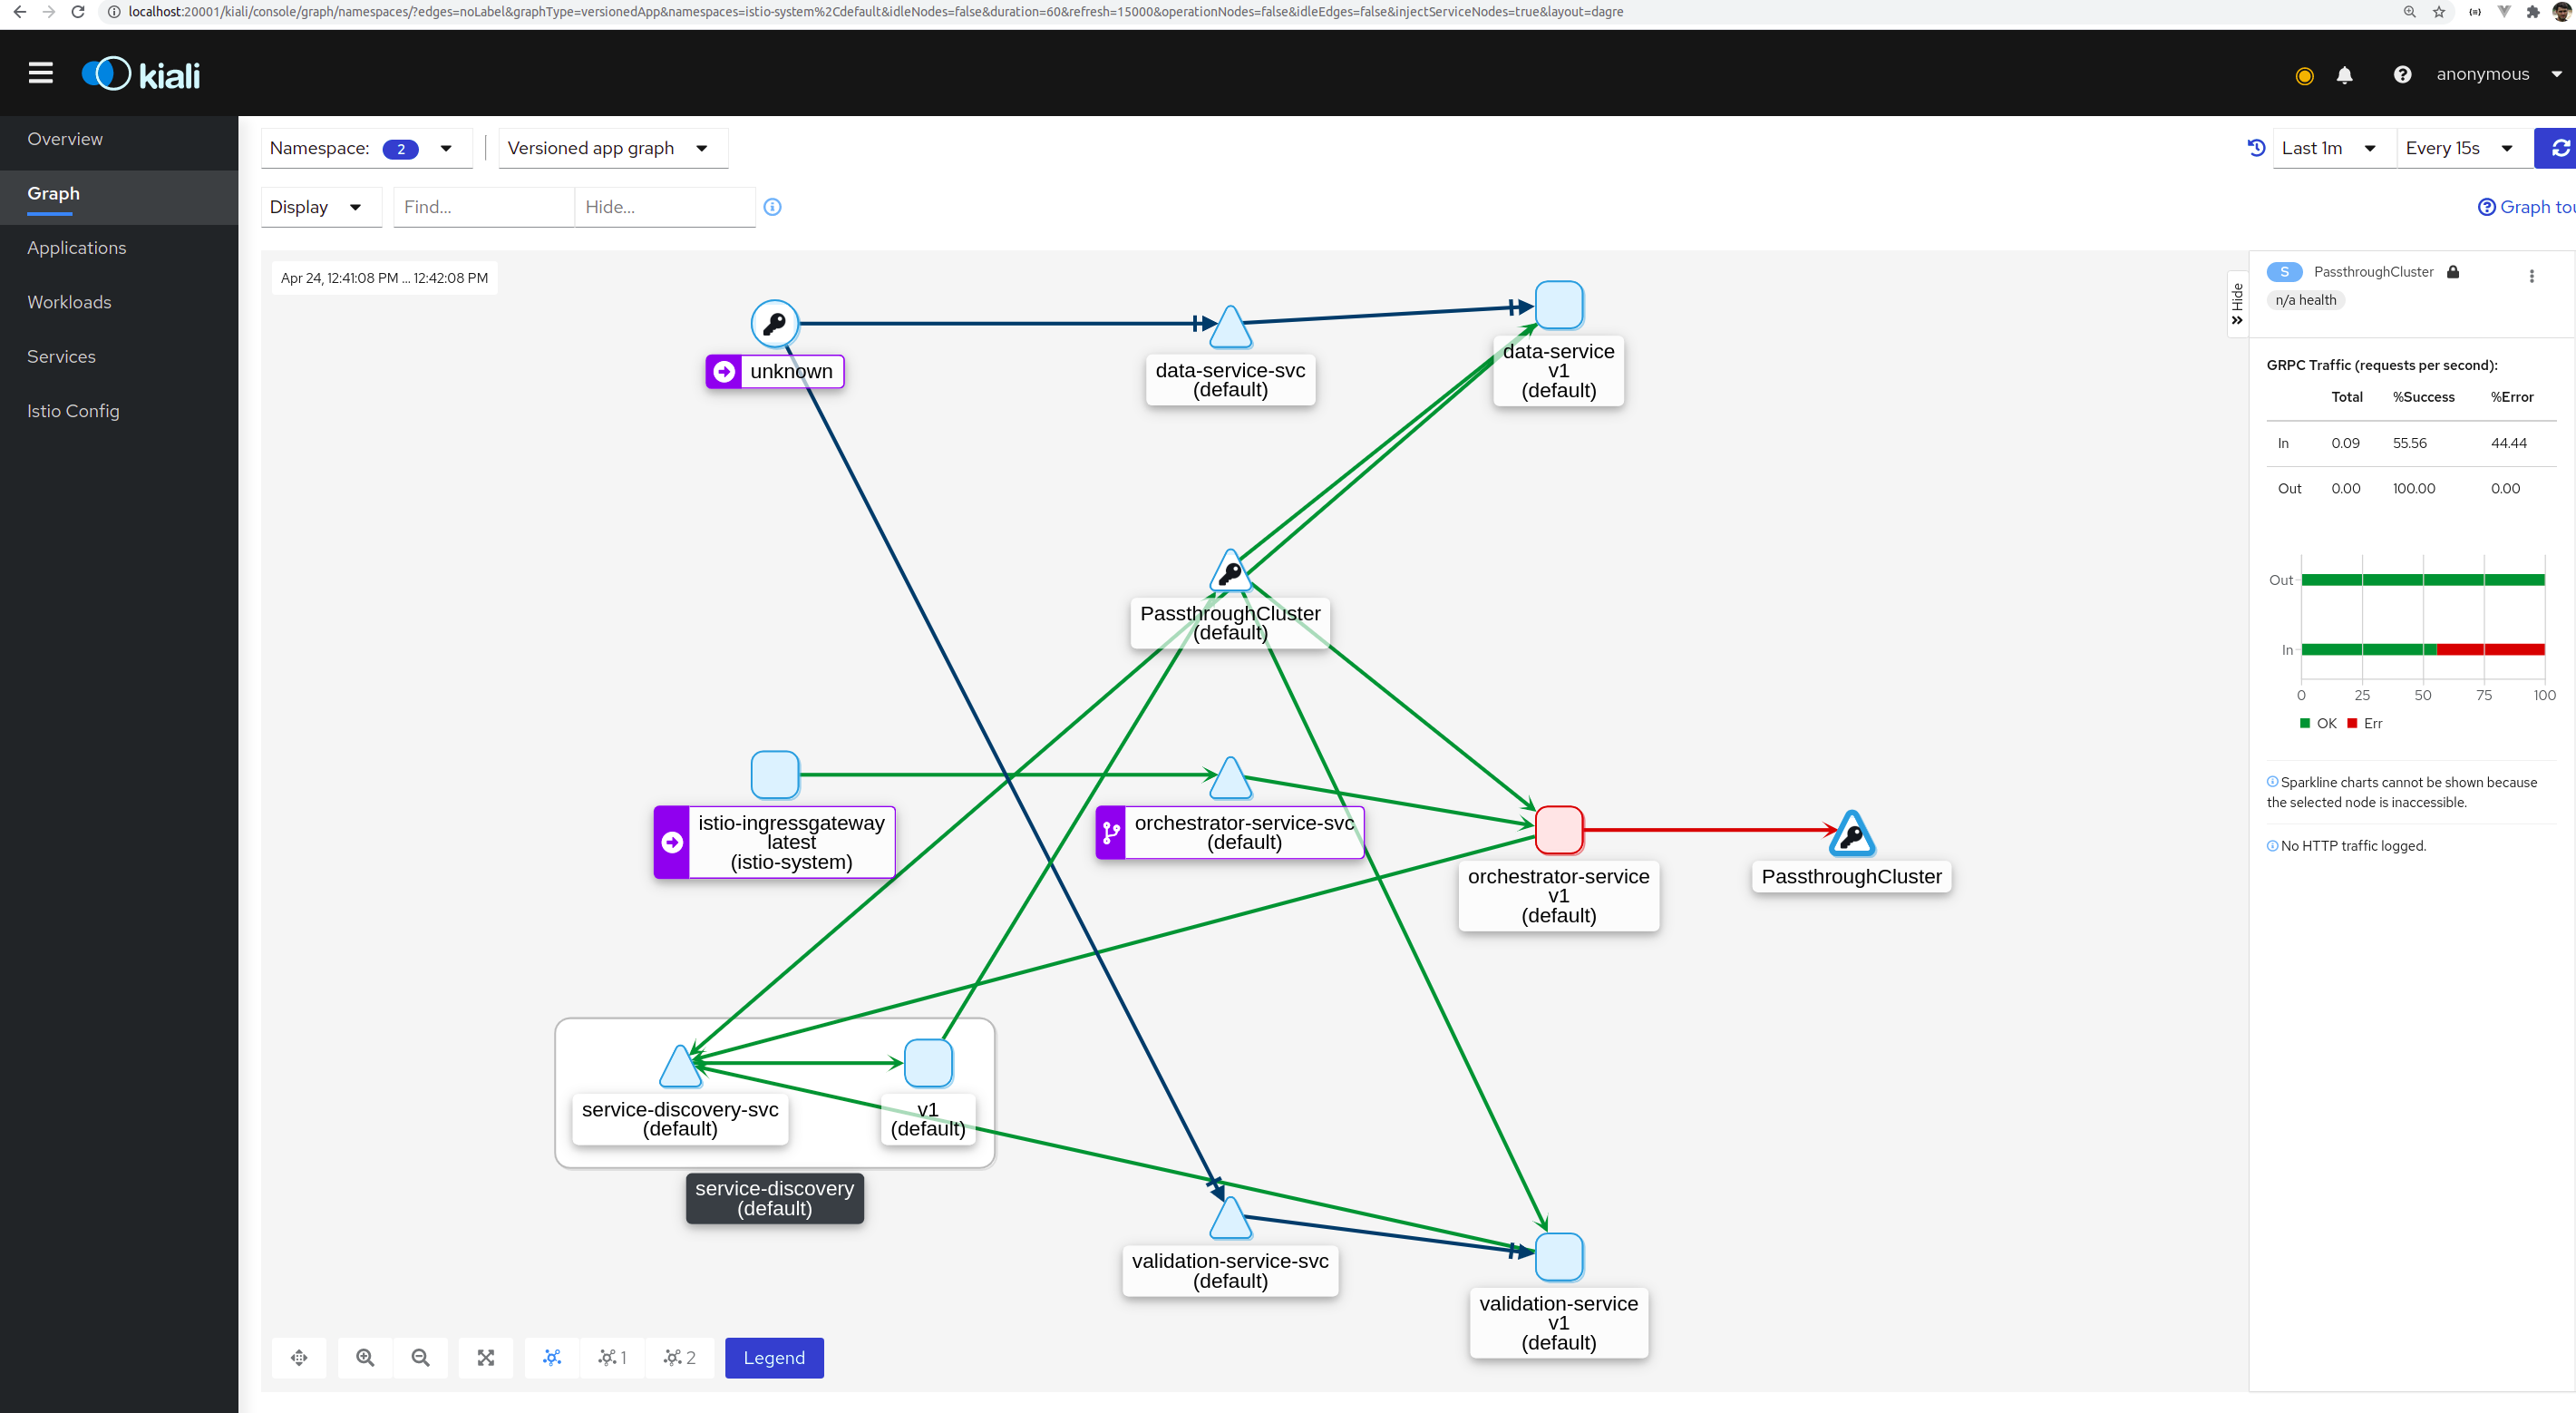 localhost:20001/kiali/console/graph/namespaces/?edges=noLabel&graphType=versionedApp&namespaces=istio-system%2Cdefault&idleNodes=false&duration=60&refresh=15000&operationNodes=false&idleEdges=false&injectServiceNodes=true&layout=dagre
kiali
anonymous
Overview
Graph
Applications
Workloads
Services
Istio Config
Namespace: 2
Versioned app graph
Last 1m
Every 15s
Display
Find...
Hide...
Graph tou
Apr 24, 12:41:08 PM ... 12:42:08 PM
unknown
data-service-svc
(default)
data-service
v1
(default)
PassthroughCluster
(default)
istio-ingressgateway
latest
(istio-system)
orchestrator-service-svc
(default)
orchestrator-service
v1
(default)
PassthroughCluster
service-discovery-svc
(default)
v1
(default)
service-discovery
(default)
validation-service-svc
(default)
validation-service
v1
(default)
1
2
Legend
Hide
S PassthroughCluster
n/a health
GRPC Traffic (requests per second):
Total %Success %Error
In 0.09 55.56 44.44
Out 0.00 100.00 0.00
Out
In
0 25 50 75 100
OK Err
Sparkline charts cannot be shown because
the selected node is inaccessible.
No HTTP traffic logged.